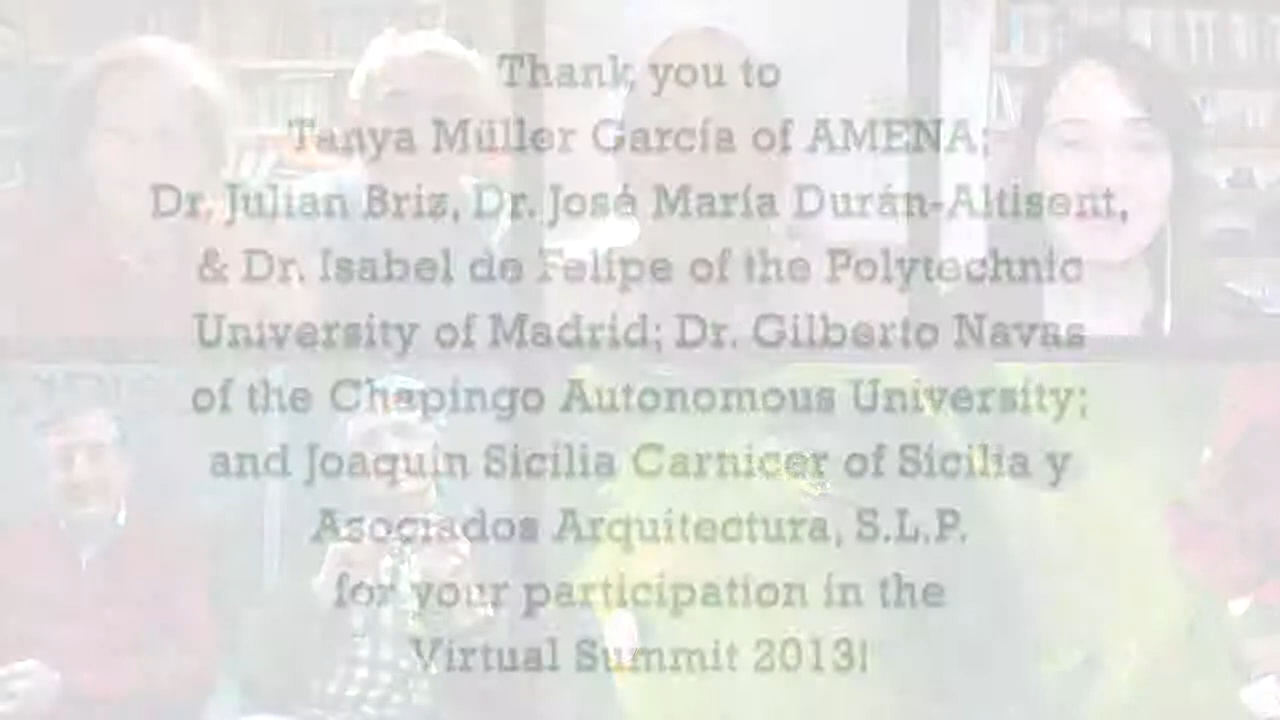 Thank you to
Tanya Müller García of AMENA;
Dr. Julian Briz, Dr. José María Durán-Altisent,
& Dr. Isabel de Felipe of the Polytechnic
University of Madrid; Dr. Gilberto Navas
of the Chapingo Autonomous University;
and Joaquin Sicilia Carnicer of Sicilia y
Asociados Arquitectura, S.L.P.
for your participation in the
Virtual Summit 2013!